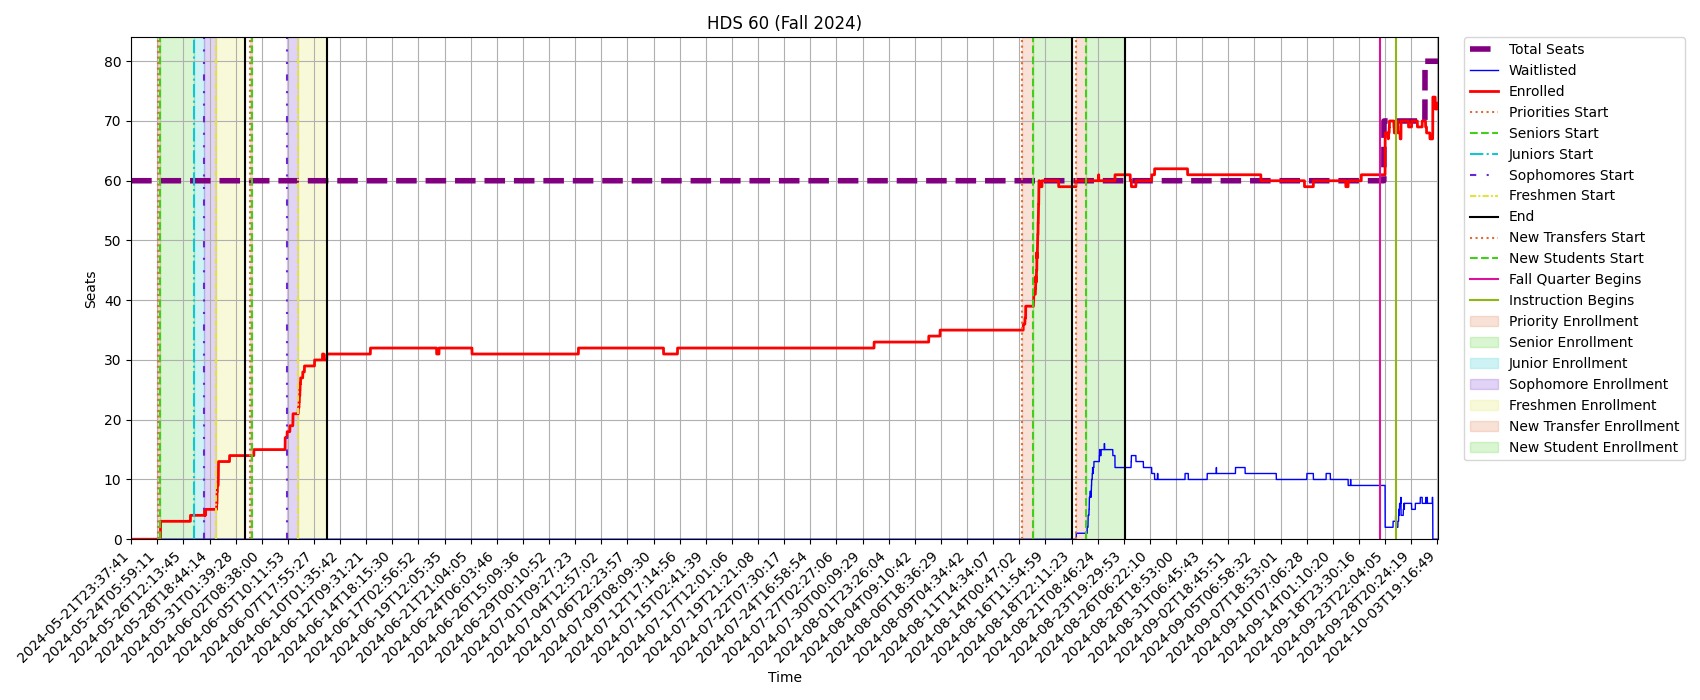 HDS 60 (Fall 2024)
Seats
80
70
60
50
40
30
20
10
0
2024-05-21T23:37:41
2024-05-24T05:59:11
2024-05-26T12:13:45
2024-05-28T18:44:14
2024-05-31T01:39:28
2024-06-02T08:38:00
2024-06-05T10:11:53
2024-06-07T17:55:27
2024-06-10T01:35:42
2024-06-12T09:31:21
2024-06-14T18:15:30
2024-06-17T02:56:52
2024-06-19T12:05:35
2024-06-21T21:04:05
2024-06-24T06:03:46
2024-06-26T15:09:36
2024-06-29T00:10:52
2024-07-01T09:27:23
2024-07-04T12:57:02
2024-07-06T22:23:57
2024-07-09T08:09:30
2024-07-12T17:14:56
2024-07-15T02:41:39
2024-07-17T12:01:06
2024-07-19T21:21:08
2024-07-22T07:30:17
2024-07-24T16:58:54
2024-07-27T02:27:06
2024-07-30T00:09:29
2024-08-01T23:26:04
2024-08-04T09:10:42
2024-08-06T18:36:29
2024-08-09T04:34:42
2024-08-11T14:34:07
2024-08-14T00:47:02
2024-08-16T11:54:59
2024-08-18T22:11:23
2024-08-21T08:46:24
2024-08-23T19:29:53
2024-08-26T06:22:10
2024-08-28T18:53:00
2024-08-31T06:45:43
2024-09-02T18:45:51
2024-09-05T06:58:32
2024-09-07T18:53:01
2024-09-10T07:06:28
2024-09-14T01:10:20
2024-09-18T23:30:16
2024-09-23T22:04:05
2024-09-28T20:24:19
2024-10-03T19:16:49
Time
Total Seats
Waitlisted
Enrolled
Priorities Start
Seniors Start
Juniors Start
Sophomores Start
Freshmen Start
End
New Transfers Start
New Students Start
Fall Quarter Begins
Instruction Begins
Priority Enrollment
Senior Enrollment
Junior Enrollment
Sophomore Enrollment
Freshmen Enrollment
New Transfer Enrollment
New Student Enrollment